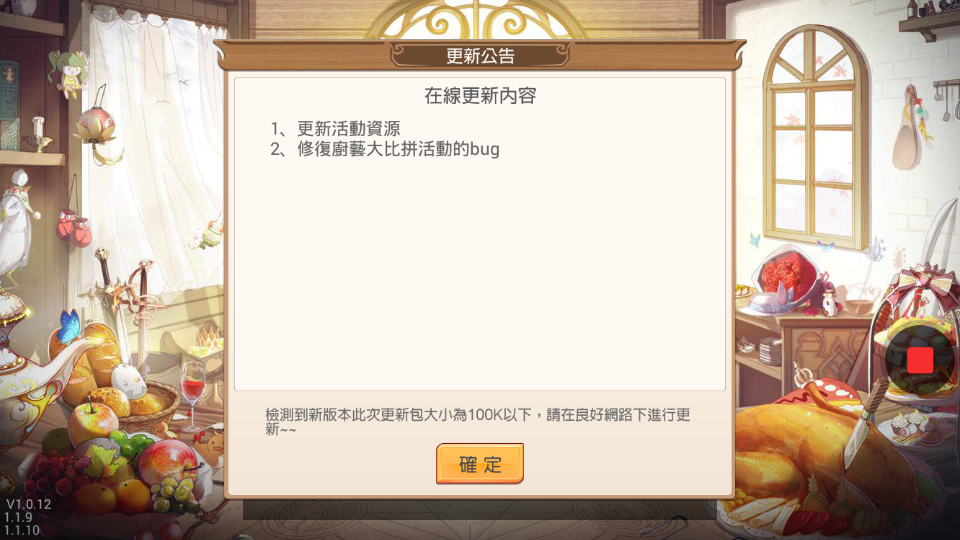 更新公告
在線更新內容
1、更新活動資源
2、修復廚藝大比拼活動的bug
檢測到新版本此次更新包大小為100K以下，請在良好網路下進行更
新~~
確定
V1.0.12
1.1.9
1.1.10